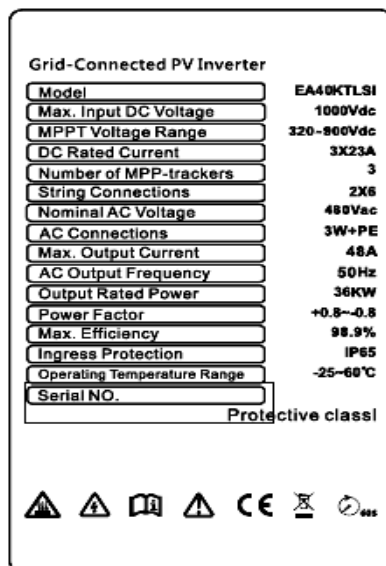 Grid-Connected PV Inverter
Model EA40KTLSI
Max. Input DC Voltage 1000Vdc
MPPT Voltage Range 320~900Vdc
DC Rated Current 3X23A
Number of MPP-trackers 3
String Connections 2X6
Nominal AC Voltage 480Vac
AC Connections 3W+PE
Max. Output Current 48A
AC Output Frequency 50Hz
Output Rated Power 36KW
Power Factor +0.8~-0.8
Max. Efficiency 98.9%
Ingress Protection IP65
Operating Temperature Range -25~60℃
Serial NO.
Protective classI
CE